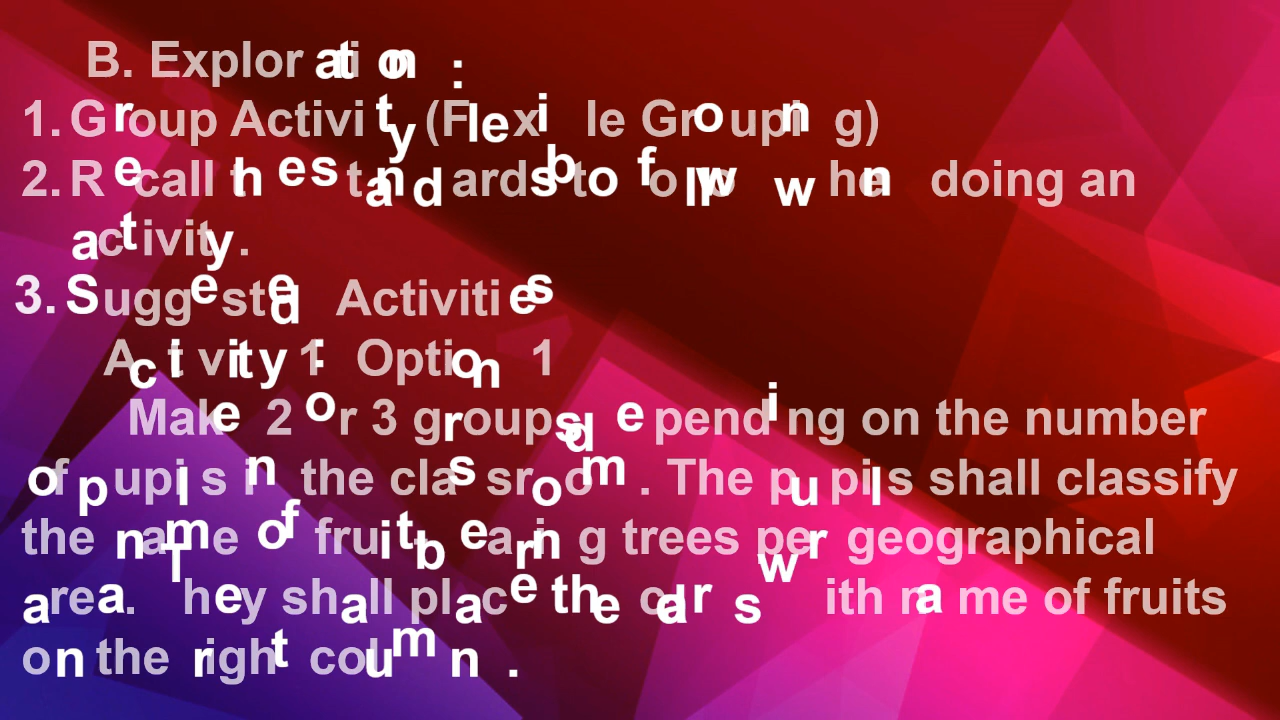 B. Exploration :
1. Group Activity (Flexible Grouping)
2. Recall the standards to follow when doing an
activity.
3. Suggested Activities
Activity 1: Option 1
Make 2 or 3 groups depending on the number
of pupils in the classroom. The pupils shall classify
the name of fruit bearing trees per geographical
area. They shall place the cards with name of fruits
on the right column.